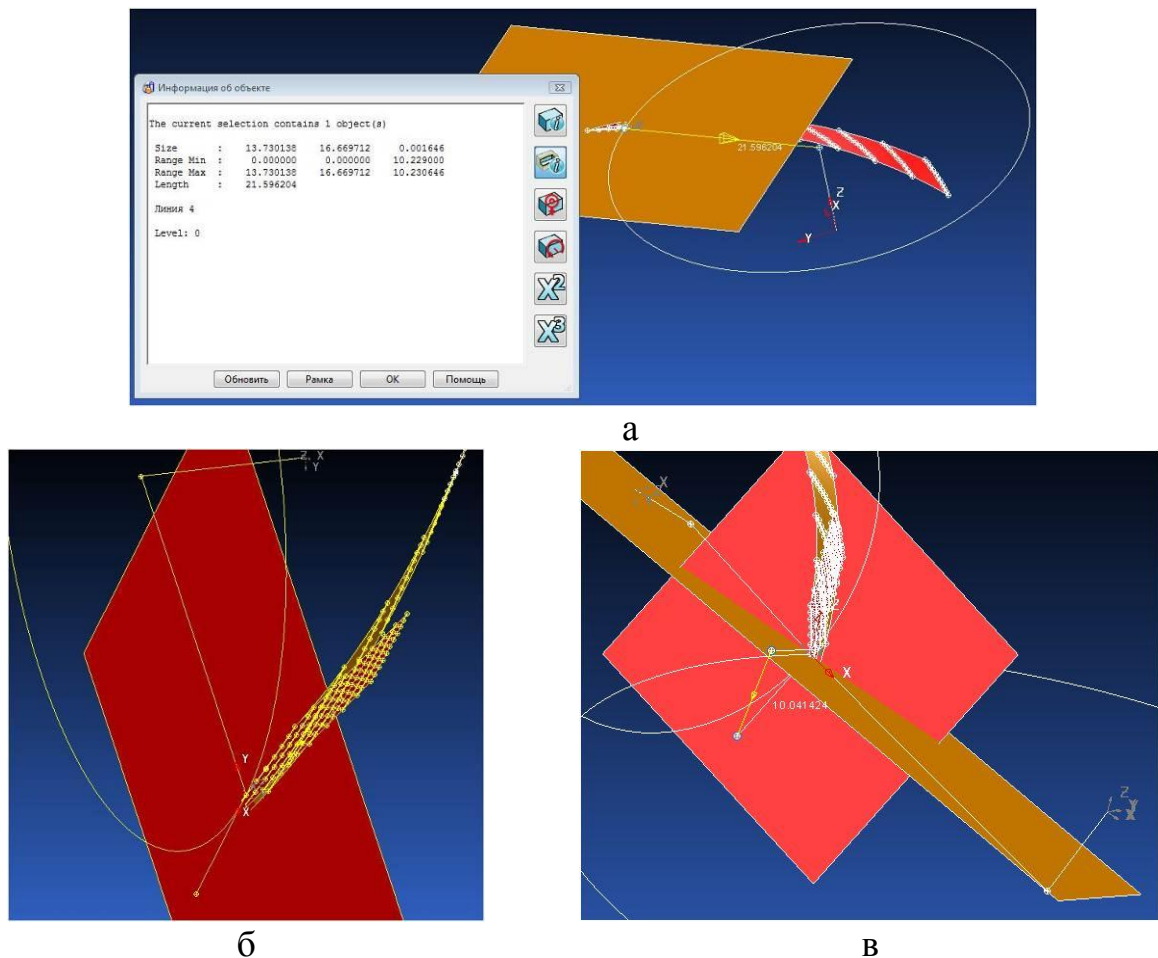 Информация об объекте
The current selection contains 1 object(s)
Size : 13.730138 16.669712 0.001646
Range Min : 0.000000 0.000000 10.229000
Range Max : 13.730138 16.669712 10.230646
Length : 21.596204
Линия 4
Level: 0
X2
X3
Обновить Рамка OK Помощь
21.596204
Z
X
Y
а
Z X
Y
Y
X
б
X
Z
X
10.041424
Z
Y
X
в